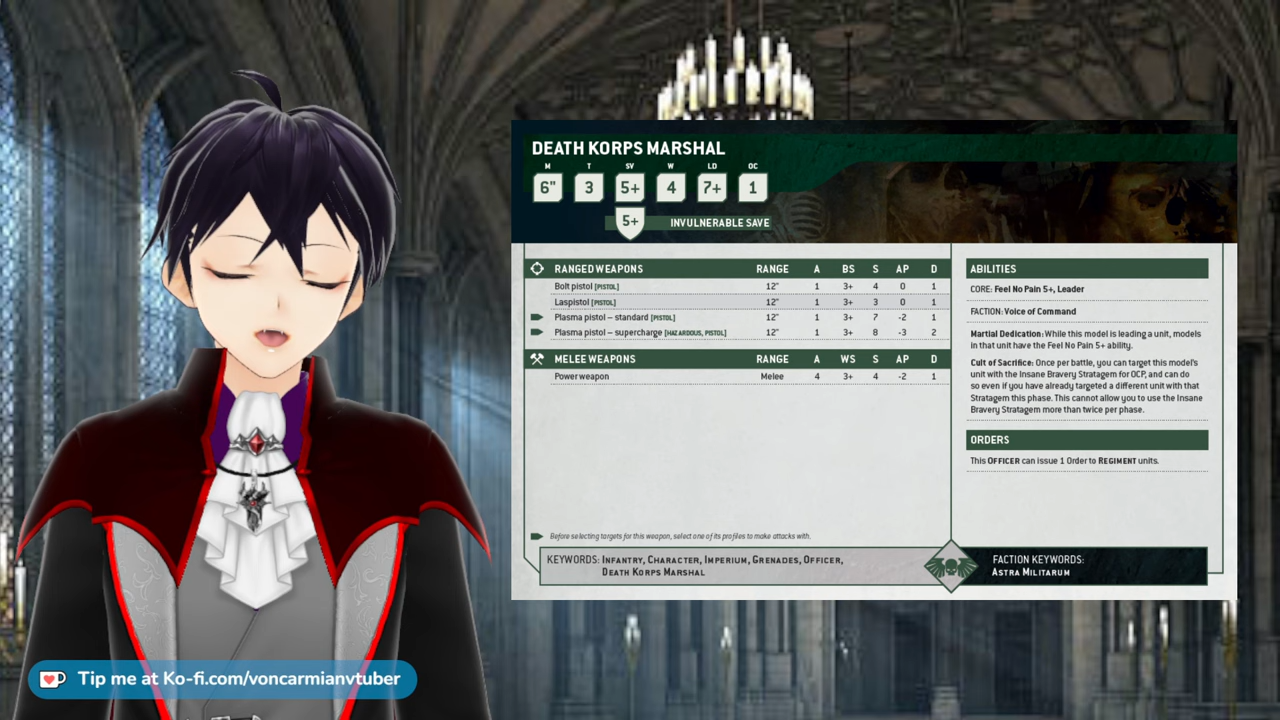 DEATH KORPS MARSHAL
M T SV W LD OC
6" 3 5+ 4 7+ 1
5+ INVULNERABLE SAVE
RANGED WEAPONS RANGE A BS S AP D
Bolt pistol [PISTOL] 12" 1 3+ 4 0 1
Laspistol [PISTOL] 12" 1 3+ 3 0 1
Plasma pistol – standard [PISTOL] 12" 1 3+ 7 -2 1
Plasma pistol – supercharge [HAZARDOUS, PISTOL] 12" 1 3+ 8 -3 2
MELEE WEAPONS RANGE A WS S AP D
Power weapon Melee 4 3+ 4 -2 1
Before selecting targets for this weapon, select one of its profiles to make attacks with.
ABILITIES
CORE: Feel No Pain 5+, Leader
FACTION: Voice of Command
Martial Dedication: While this model is leading a unit, models
in that unit have the Feel No Pain 5+ ability.
Cult of Sacrifice: Once per battle, you can target this model's
unit with the Insane Bravery Stratagem for 0CP, and can do
so even if you have already targeted a different unit with that
Stratagem this phase. This cannot allow you to use the Insane
Bravery Stratagem more than twice per phase.
ORDERS
This OFFICER can issue 1 Order to REGIMENT units.
KEYWORDS: INFANTRY, CHARACTER, IMPERIUM, GRENADES, OFFICER,
DEATH KORPS MARSHAL
FACTION KEYWORDS:
ASTRA MILITARUM
Tip me at Ko-fi.com/voncarmianvtuber